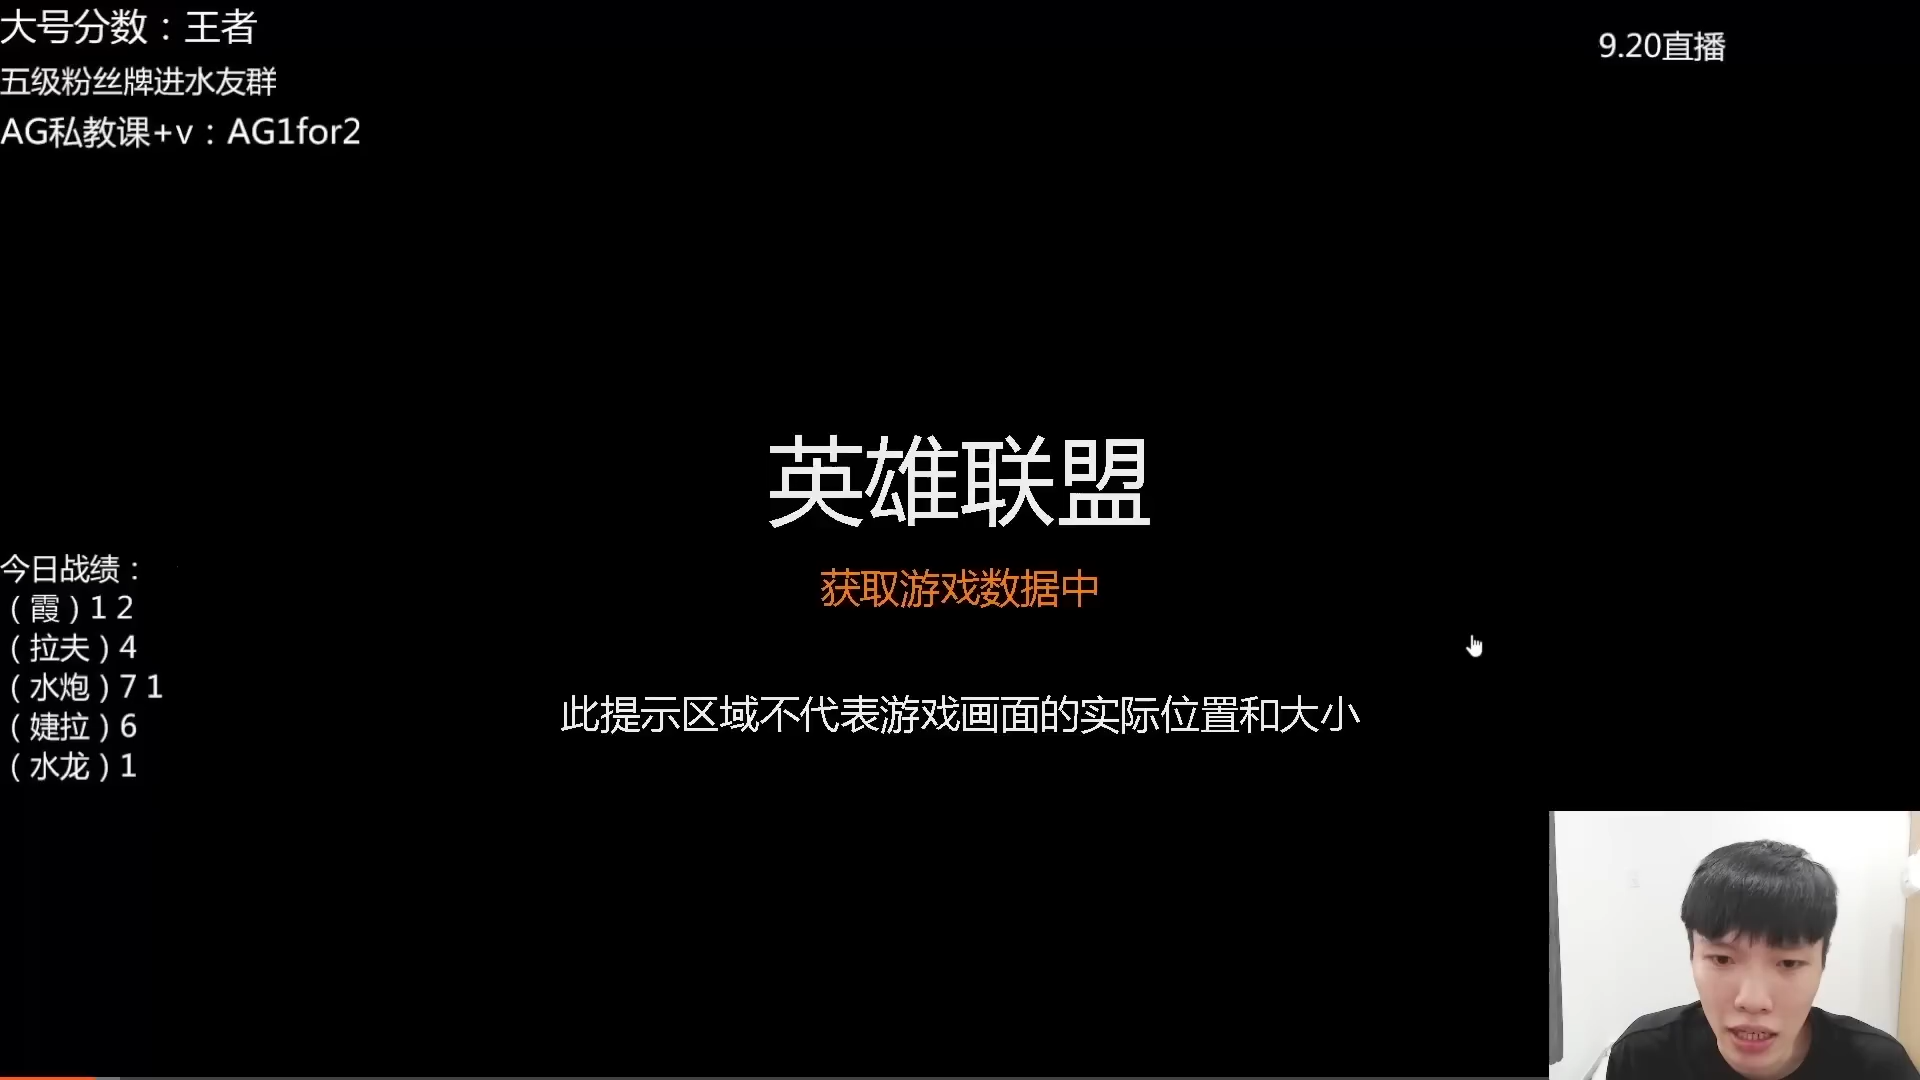 大号分数：王者
9.20直播
五级粉丝牌进水友群
AG私教课+v：AG1for2
英雄联盟
获取游戏数据中
此提示区域不代表游戏画面的实际位置和大小
今日战绩：
（霞）1 2
（拉夫）4
（水炮）7 1
（婕拉）6
（水龙）1